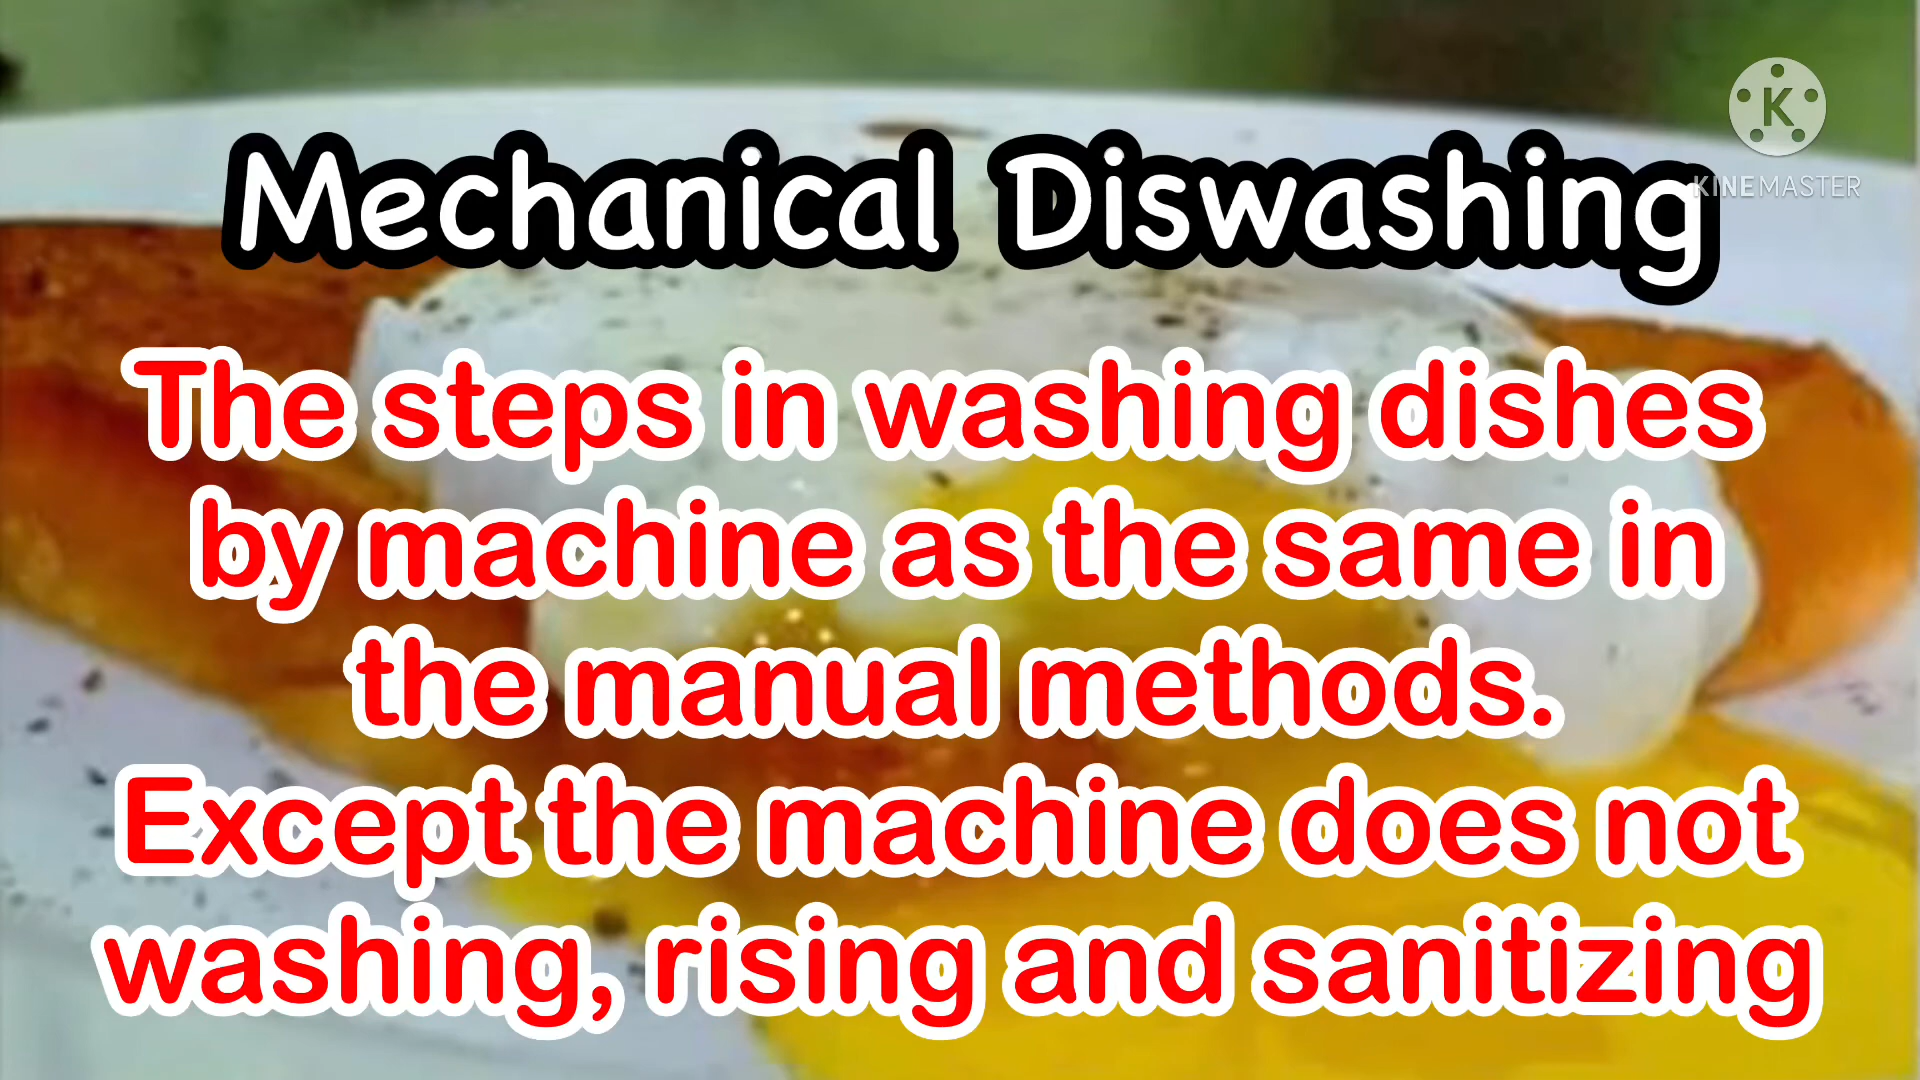 K
KINEMASTER
Mechanical Diswashing
The steps in washing dishes
by machine as the same in
the manual methods.
Except the machine does not
washing, rising and sanitizing